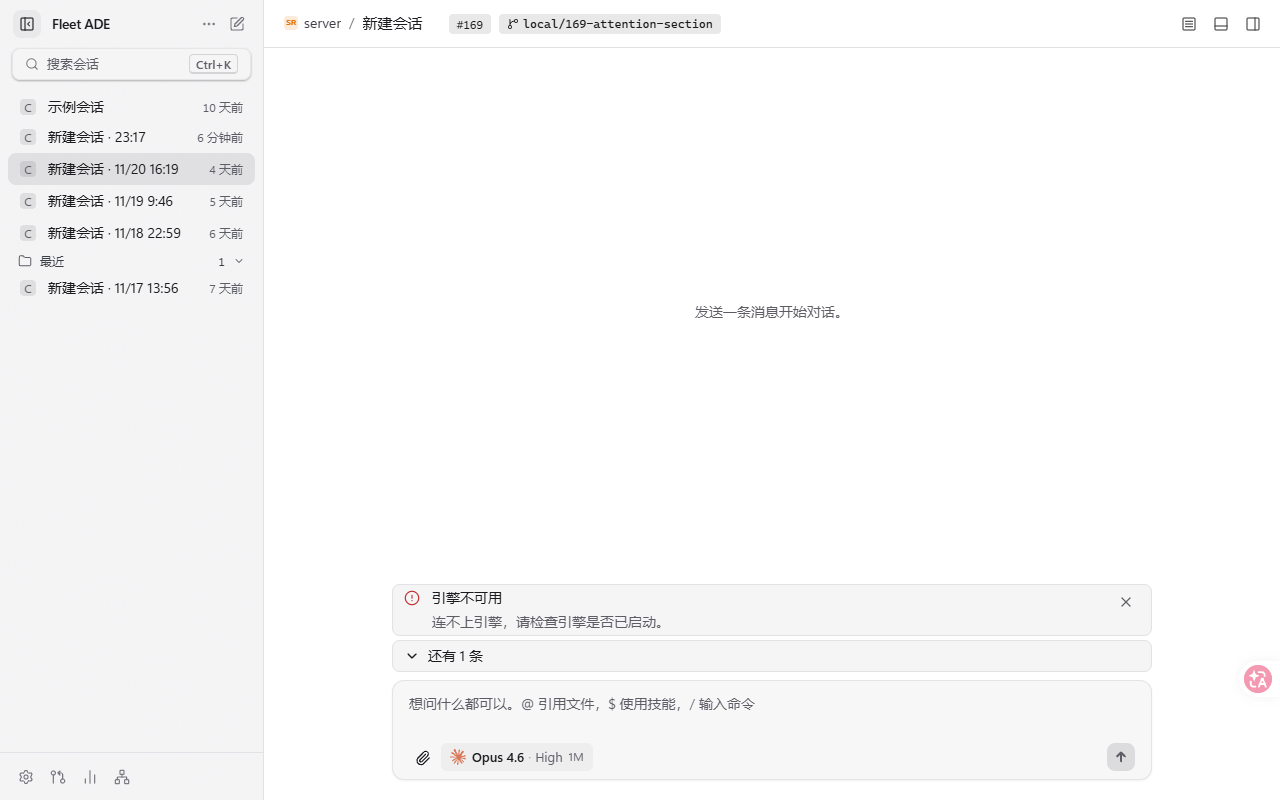 Fleet ADE
搜索会话 Ctrl+K
C 示例会话 10 天前
C 新建会话 · 23:17 6 分钟前
C 新建会话 · 11/20 16:19 4 天前
C 新建会话 · 11/19 9:46 5 天前
C 新建会话 · 11/18 22:59 6 天前
最近 1
C 新建会话 · 11/17 13:56 7 天前
SR server / 新建会话 #169 local/169-attention-section
发送一条消息开始对话。
引擎不可用
连不上引擎，请检查引擎是否已启动。
还有 1 条
想问什么都可以。@ 引用文件，$ 使用技能，/ 输入命令
Opus 4.6 · High 1M